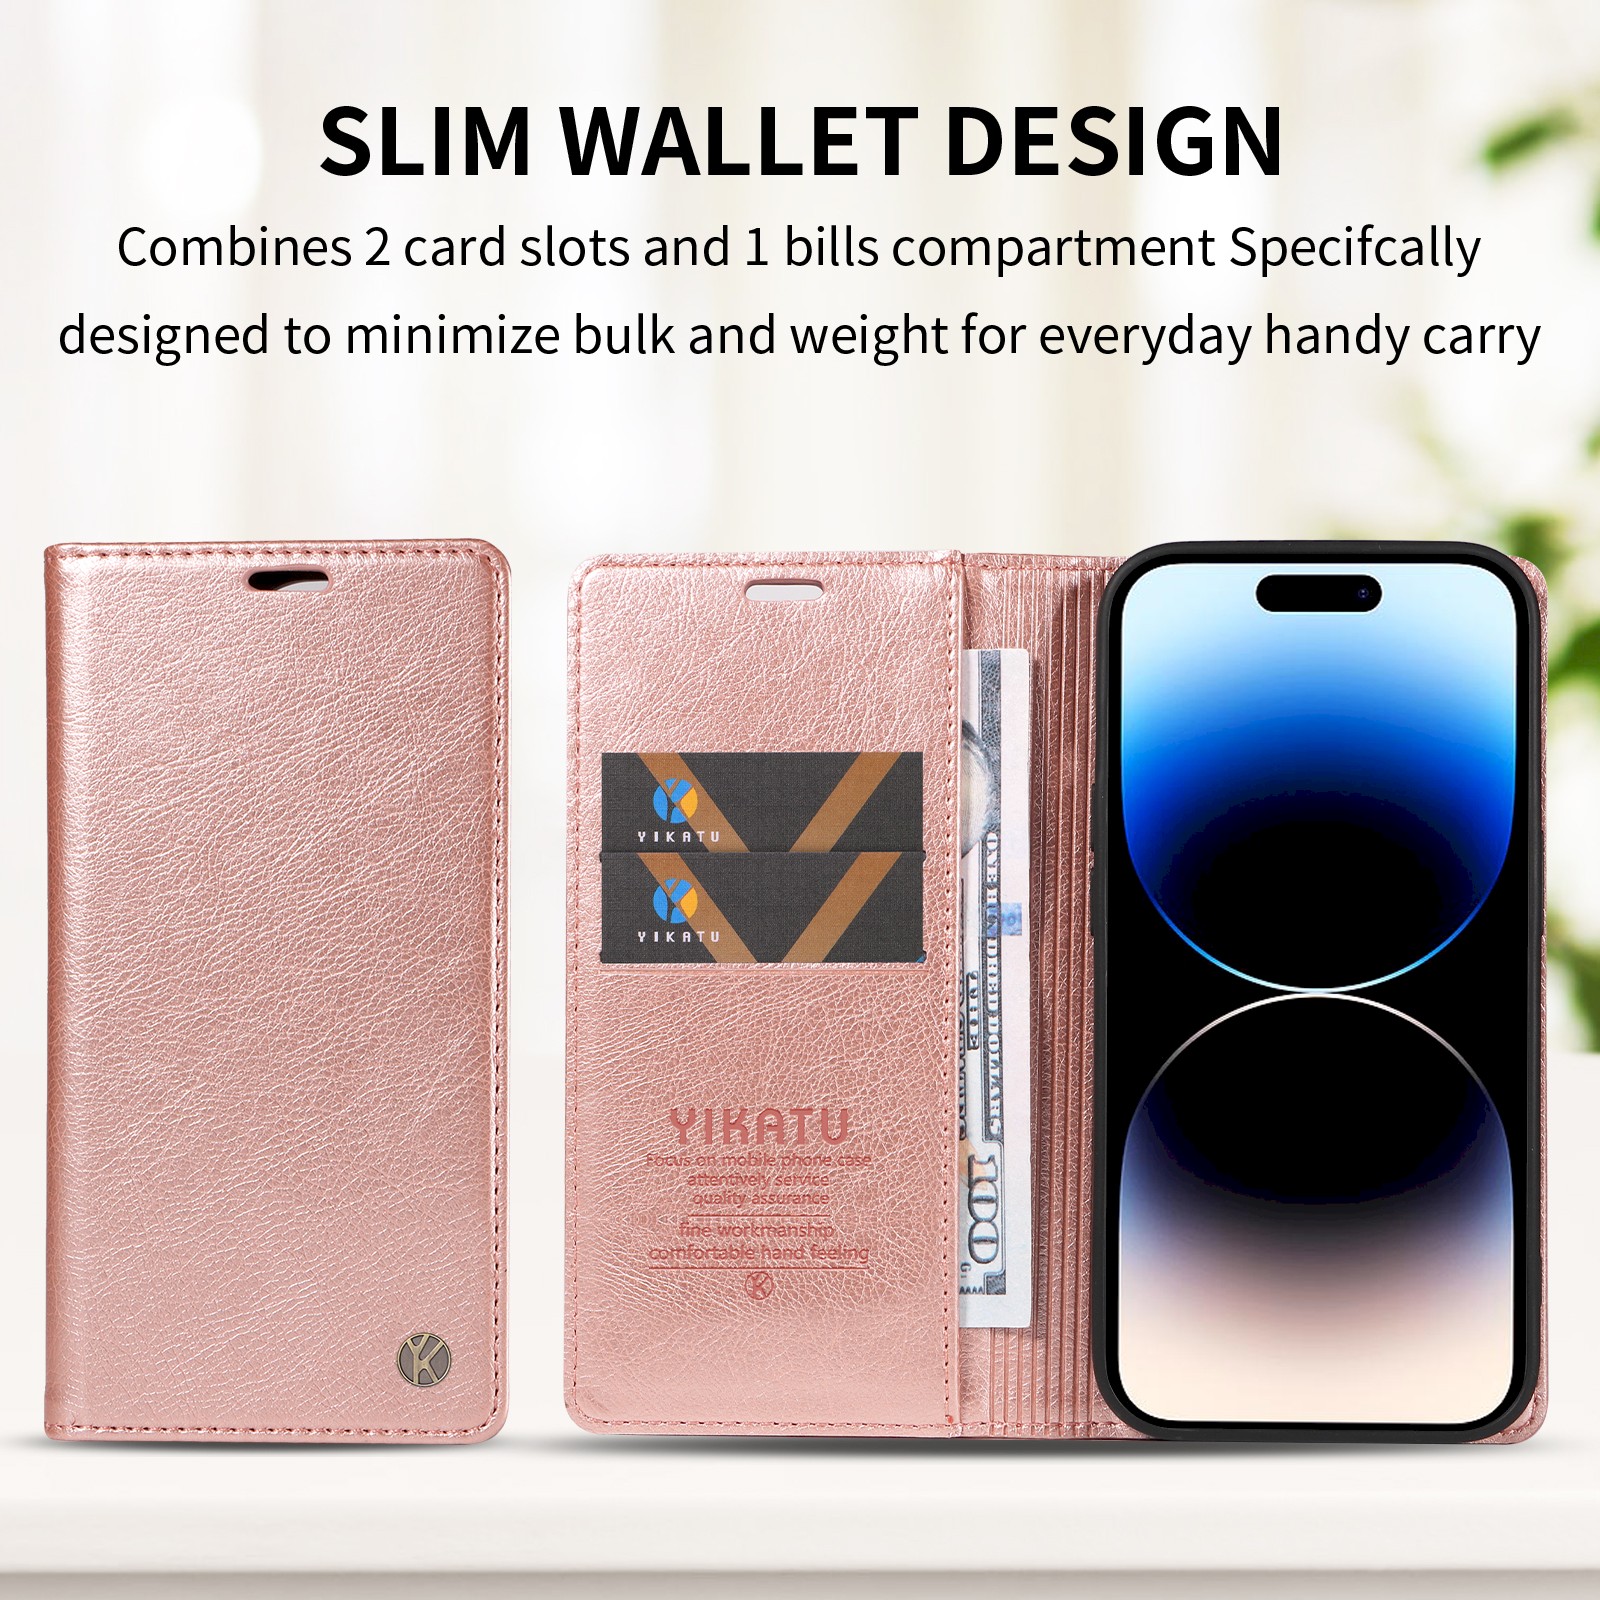 SLIM WALLET DESIGN
Combines 2 card slots and 1 bills compartment Specifcally
designed to minimize bulk and weight for everyday handy carry
YIKATU
YIKATU
YIKATU
Focus on mobile phone case
attentively service
quality assurance
fine workmanship
comfortable hand feeling
100